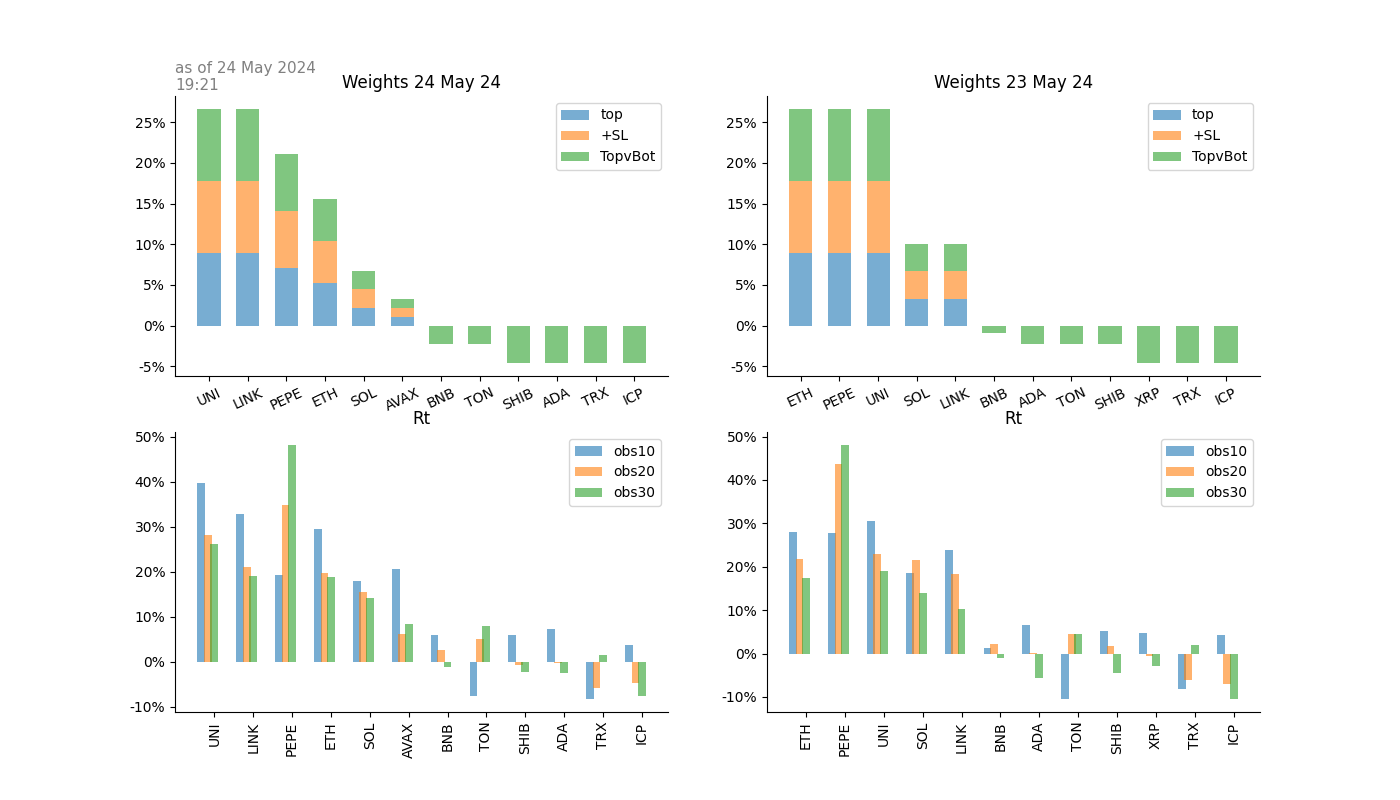 as of 24 May 2024
19:21
Weights 24 May 24
25%
20%
15%
10%
5%
0%
-5%
top
+SL
TopvBot
UNI LINK PEPE ETH SOL AVAX BNB TON SHIB ADA TRX ICP
Weights 23 May 24
25%
20%
15%
10%
5%
0%
-5%
top
+SL
TopvBot
ETH PEPE UNI SOL LINK BNB ADA TON SHIB XRP TRX ICP
Rt
50%
40%
30%
20%
10%
0%
-10%
obs10
obs20
obs30
UNI LINK PEPE ETH SOL AVAX BNB TON SHIB ADA TRX ICP
Rt
50%
40%
30%
20%
10%
0%
-10%
obs10
obs20
obs30
ETH PEPE UNI SOL LINK BNB ADA TON SHIB XRP TRX ICP